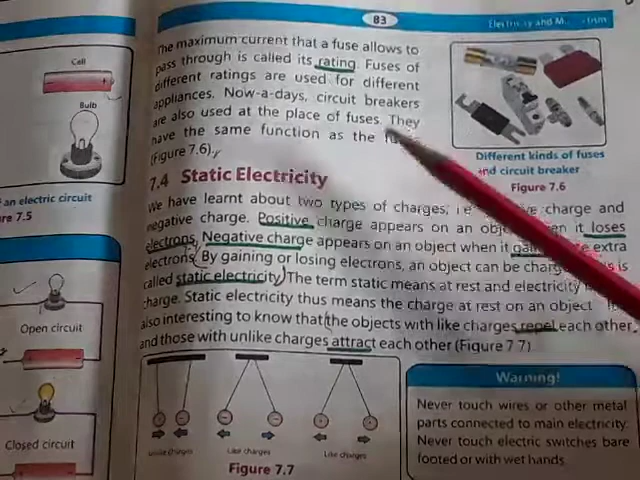 83
Cell
Bulb
an electric circuit
re 7.5
Open circuit
Closed circuit
The maximum current that a fuse allows to
pass through is called its rating. Fuses of
different ratings are used for different
appliances. Now-a-days, circuit breakers
are also used at the place of fuses. They
have the same function as the
(Figure 7.6).
Different kinds of fuses
and circuit breaker
Figure 7.6
7.4 Static Electricity
We have learnt about two types of charges, charge and
negative charge. Positive charge appears on an it loses
electrons. Negative charge appears on an object when it extra
electrons. By gaining or losing electrons, an object can be is
called static electricity. The term static means at rest and electricity
charge. Static electricity thus means the charge at rest on an object
also interesting to know that the objects with like charges repel each other
and those with unlike charges attract each other (Figure 7.7)
Unlike charges
Like charges
Like charges
Figure 7.7
Warning!
Never touch wires or other metal
parts connected to main electricity.
Never touch electric switches bare
footed or with wet hands